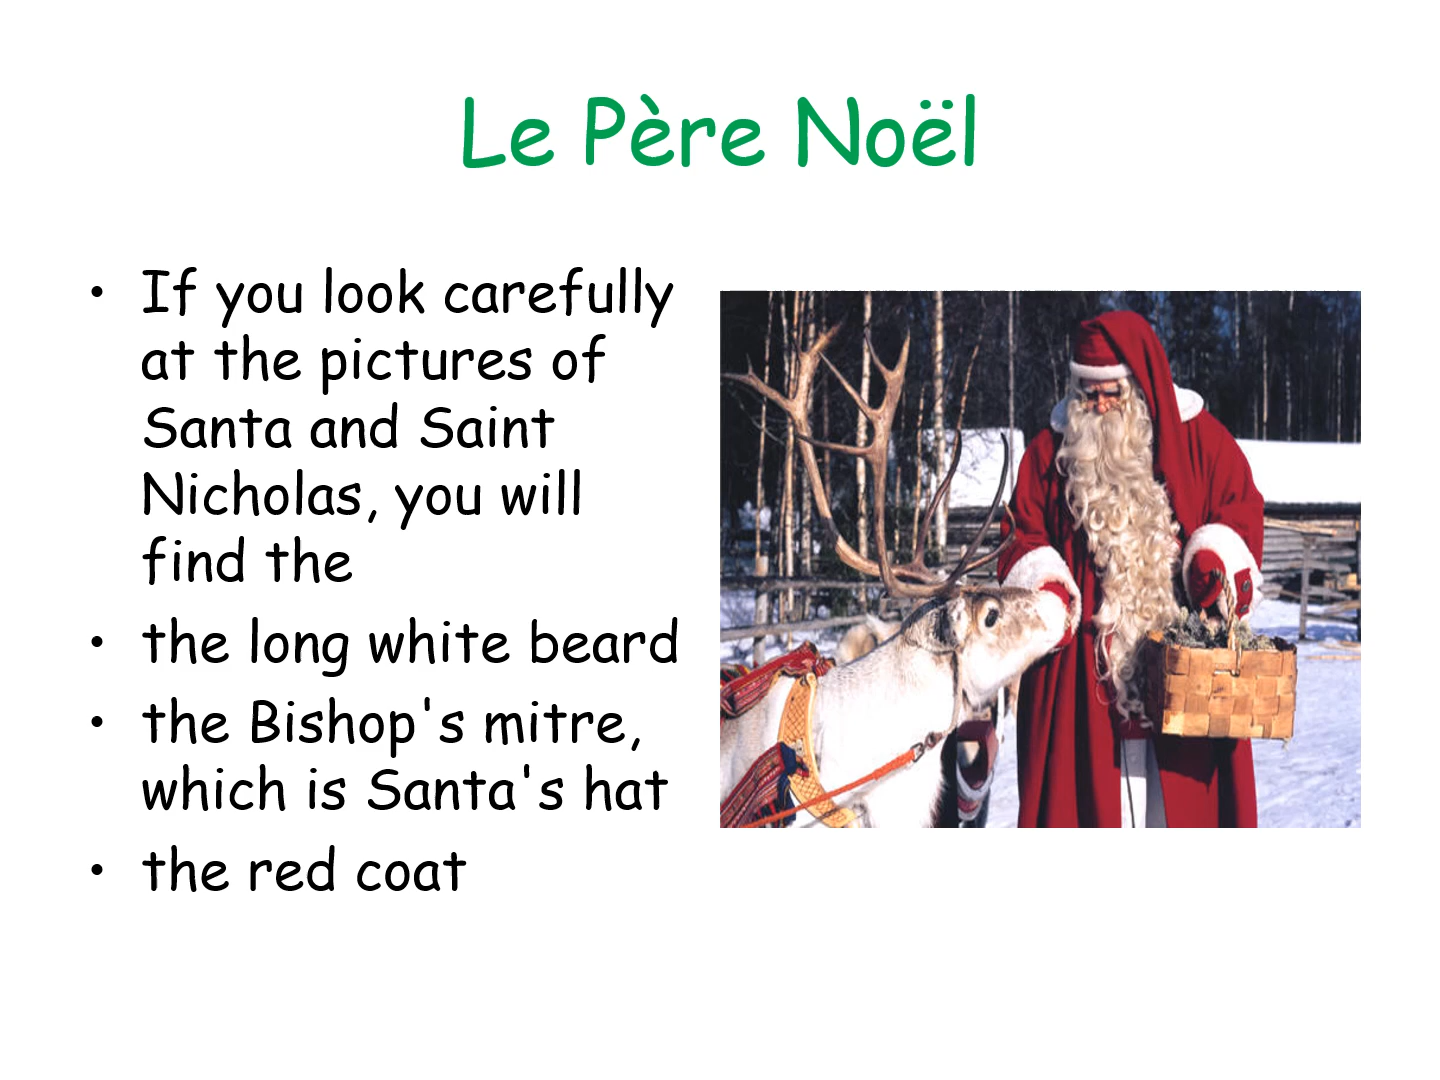 Le Père Noël
• If you look carefully
at the pictures of
Santa and Saint
Nicholas, you will
find the
• the long white beard
• the Bishop's mitre,
which is Santa's hat
• the red coat